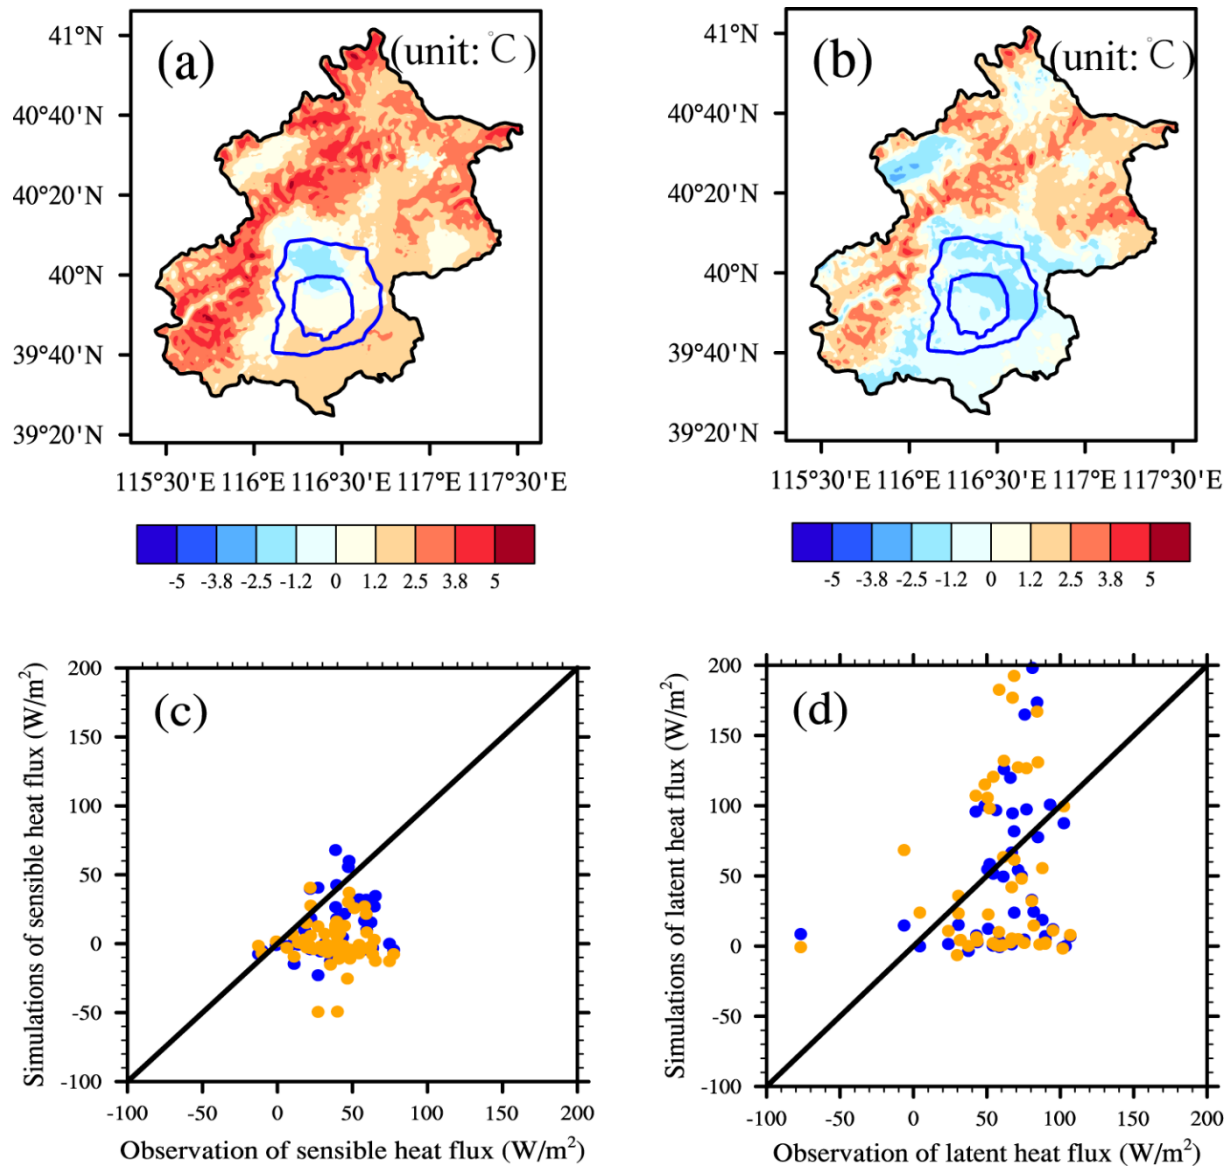 (a)
(unit: °C)
41°N
40°40'N
40°20'N
40°N
39°40'N
39°20'N
115°30'E 116°E 116°30'E 117°E 117°30'E
-5 -3.8 -2.5 -1.2 0 1.2 2.5 3.8 5
(b)
(unit: °C)
41°N
40°40'N
40°20'N
40°N
39°40'N
39°20'N
115°30'E 116°E 116°30'E 117°E 117°30'E
-5 -3.8 -2.5 -1.2 0 1.2 2.5 3.8 5
(c)
Simulations of sensible heat flux (W/m²)
200
150
100
50
0
-50
-100
-100 -50 0 50 100 150 200
Observation of sensible heat flux (W/m²)
(d)
Simulations of latent heat flux (W/m²)
200
150
100
50
0
-50
-100
-100 -50 0 50 100 150 200
Observation of latent heat flux (W/m²)